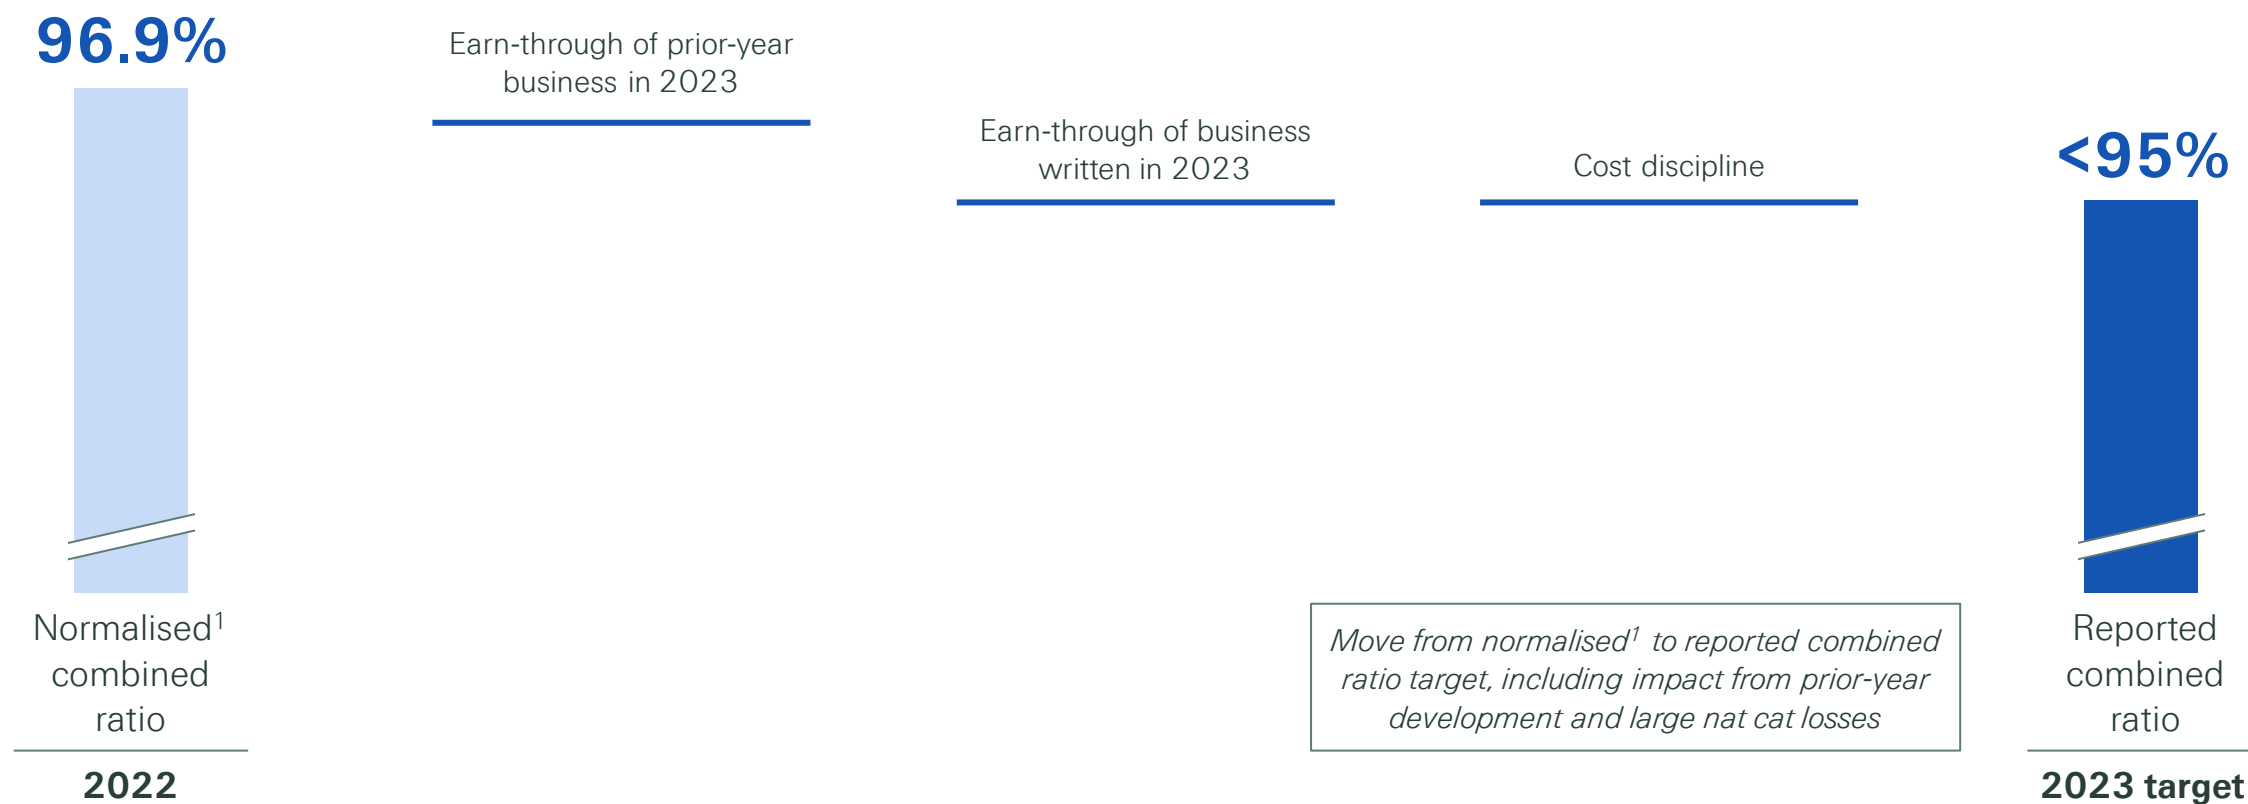 96.9%
Earn-through of prior-year
business in 2023
Earn-through of business
written in 2023
Cost discipline
<95%
Normalised¹
combined
ratio
2022
Move from normalised¹ to reported combined
ratio target, including impact from prior-year
development and large nat cat losses
Reported
combined
ratio
2023 target